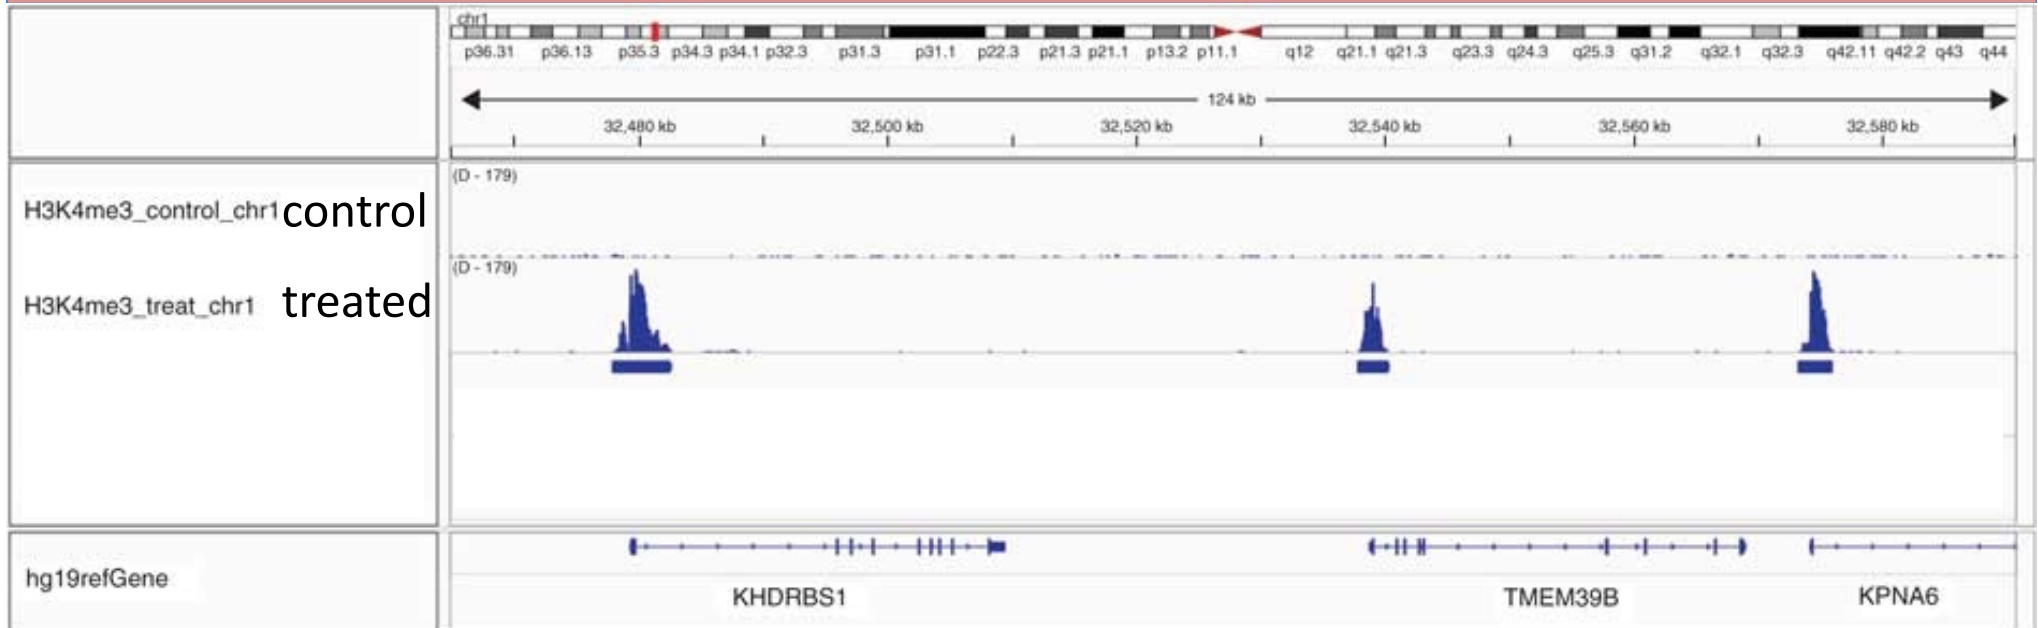 chr1
p36.31 p36.13 p35.3 p34.3 p34.1 p32.3 p31.3 p31.1 p22.3 p21.3 p21.1 p13.2 p11.1 q12 q21.1 q21.3 q23.3 q24.3 q25.3 q31.2 q32.1 q32.3 q42.11 q42.2 q43 q44
124 kb
32,480 kb 32,500 kb 32,520 kb 32,540 kb 32,560 kb 32,580 kb
(D - 179)
H3K4me3_control_chr1 control
(D - 179)
H3K4me3_treat_chr1 treated
hg19refGene
KHDRBS1 TMEM39B KPNA6